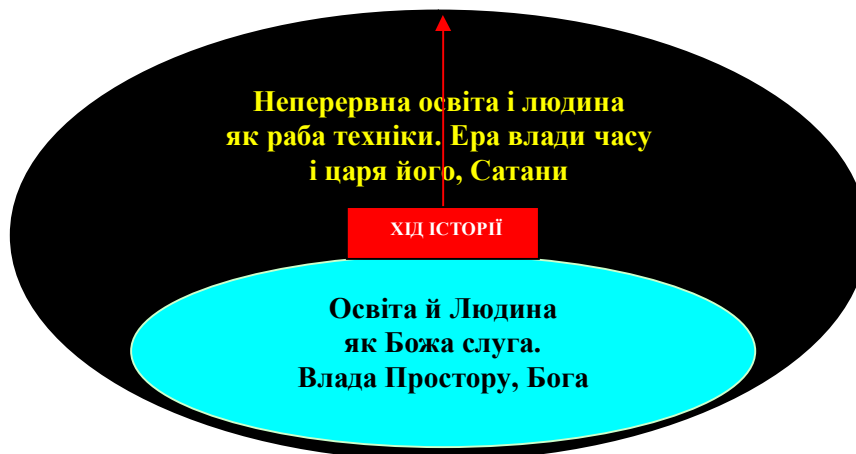 Неперервна освіта і людина
як раба техніки. Ера влади часу
і царя його, Сатани
ХІД ІСТОРІЇ
Освіта й Людина
як Божа слуга.
Влада Простору, Бога